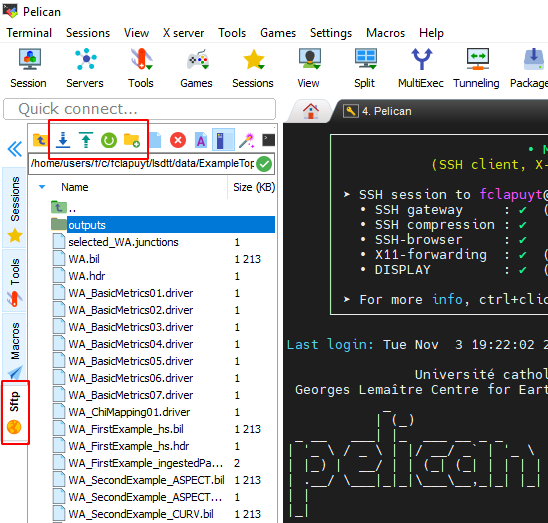 Pelican
Terminal Sessions View X server Tools Games Settings Macros Help
Session Servers Tools Games Sessions View Split MultiExec Tunneling Package
Quick connect...
4. Pelican
/home/users/f/c/fclapuyt/lsdtt/data/ExampleTop
Name Size (KB)
..
outputs
selected_WA.junctions 1
WA.bil 1 213
WA.hdr 1
WA_BasicMetrics01.driver 1
WA_BasicMetrics02.driver 1
WA_BasicMetrics03.driver 1
WA_BasicMetrics04.driver 1
WA_BasicMetrics05.driver 1
WA_BasicMetrics06.driver 1
WA_BasicMetrics07.driver 1
WA_ChiMapping01.driver 1
WA_FirstExample_hs.bil 1 213
WA_FirstExample_hs.hdr 1
WA_FirstExample_ingestedPa... 2
WA_SecondExample_ASPECT.bil 1 213
WA_SecondExample_ASPECT... 1
WA_SecondExample_CURV.bil 1 213
Sessions
Tools
Macros
Sftp
• M
(SSH client, X-
➤ SSH session to fclapuyt@
• SSH gateway : ✔ (
• SSH compression : ✔
• SSH-browser : ✔
• X11-forwarding : ✔ (
• DISPLAY : ✔ (
➤ For more info, ctrl+clic
Last login: Tue Nov 3 19:22:02 2
Université cathol
Georges Lemaître Centre for Eart
pelican